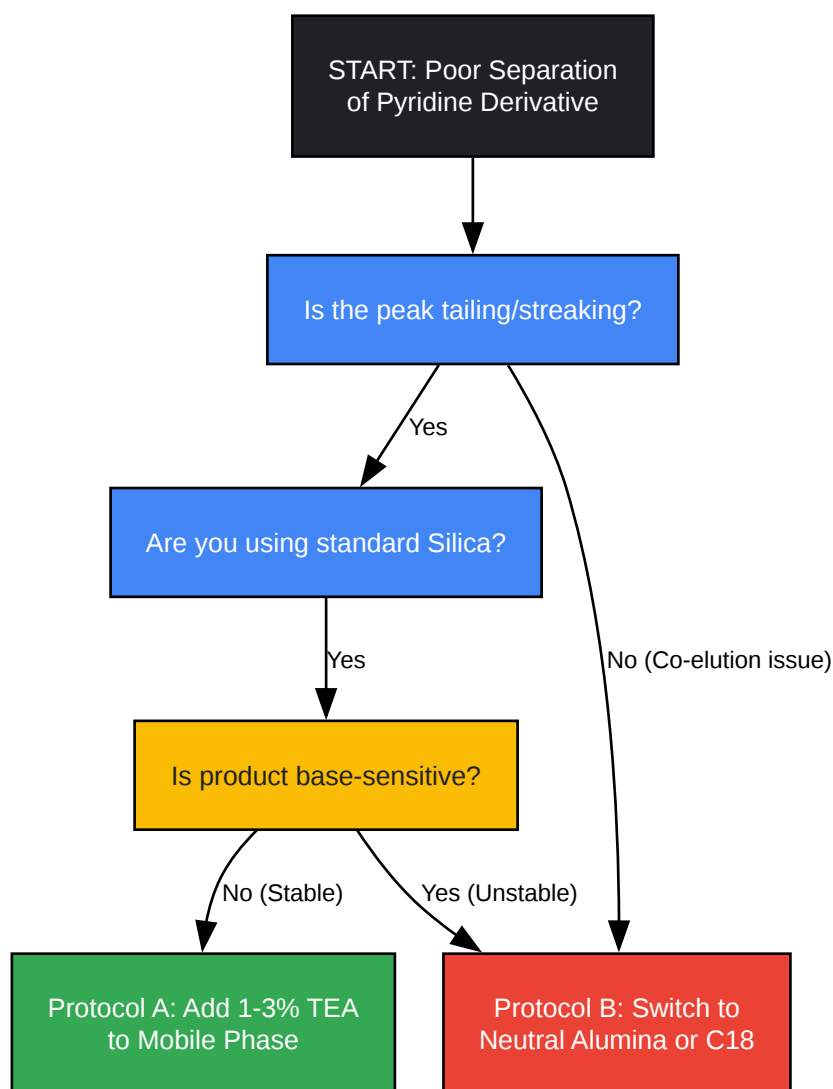 START: Poor Separation
of Pyridine Derivative
Is the peak tailing/streaking?
Yes
Are you using standard Silica?
Yes
No (Co-elution issue)
Is product base-sensitive?
No (Stable)
Yes (Unstable)
Protocol A: Add 1-3% TEA
to Mobile Phase
Protocol B: Switch to
Neutral Alumina or C18